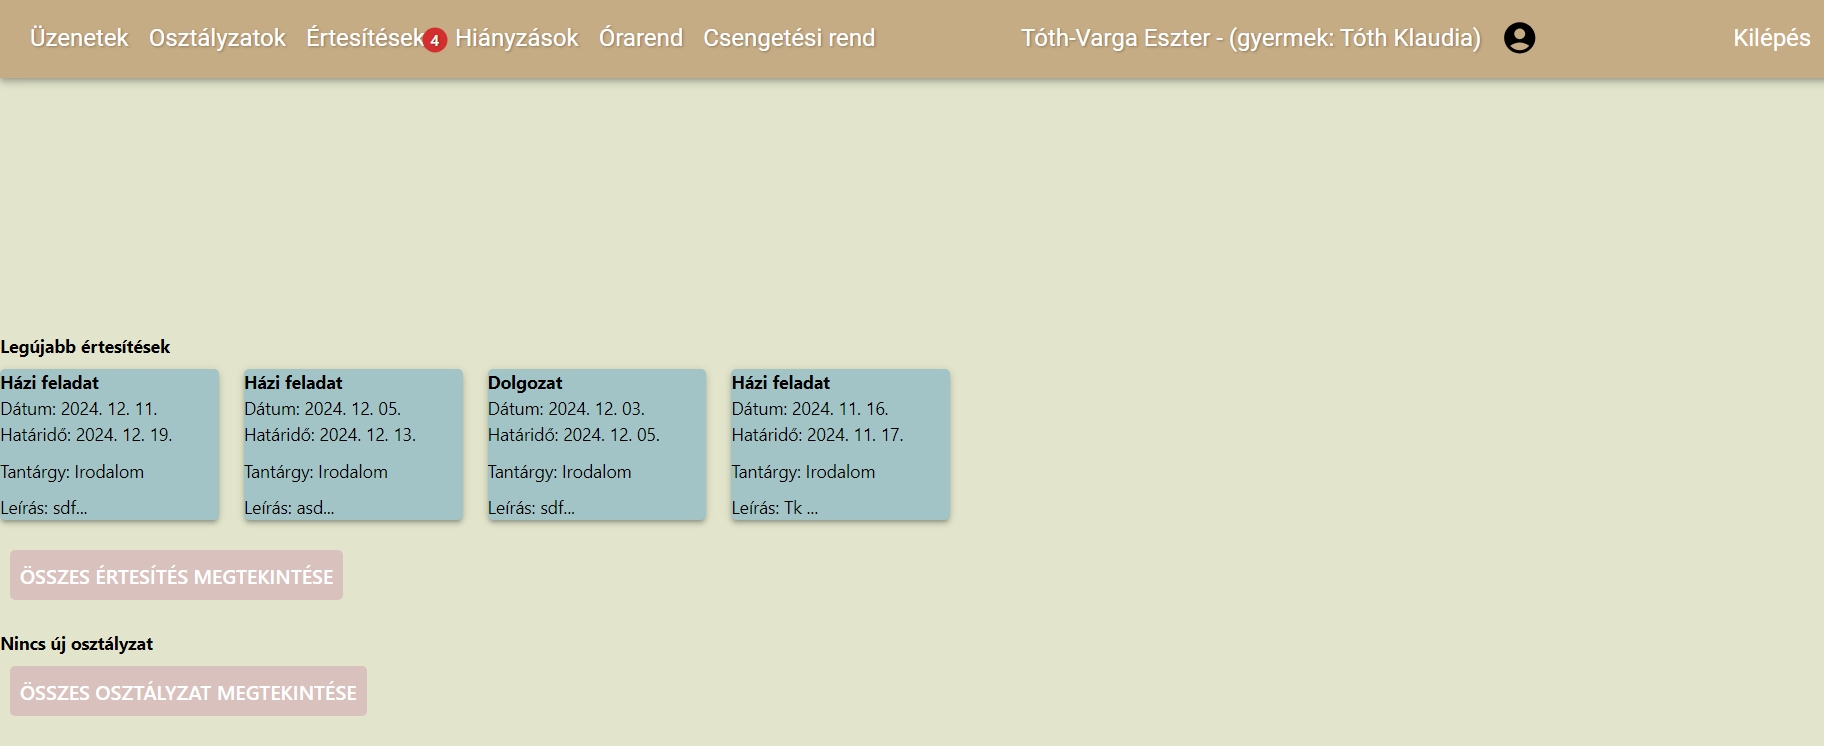 Üzenetek Osztályzatok Értesítések 4 Hiányzások Órarend Csengetési rend Tóth-Varga Eszter - (gyermek: Tóth Klaudia) Kilépés
Legújabb értesítések
Házi feladat
Dátum: 2024. 12. 11.
Határidő: 2024. 12. 19.
Tantárgy: Irodalom
Leírás: sdf...
Házi feladat
Dátum: 2024. 12. 05.
Határidő: 2024. 12. 13.
Tantárgy: Irodalom
Leírás: asd...
Dolgozat
Dátum: 2024. 12. 03.
Határidő: 2024. 12. 05.
Tantárgy: Irodalom
Leírás: sdf...
Házi feladat
Dátum: 2024. 11. 16.
Határidő: 2024. 11. 17.
Tantárgy: Irodalom
Leírás: Tk ...
ÖSSZES ÉRTESÍTÉS MEGTEKINTÉSE
Nincs új osztályzat
ÖSSZES OSZTÁLYZAT MEGTEKINTÉSE